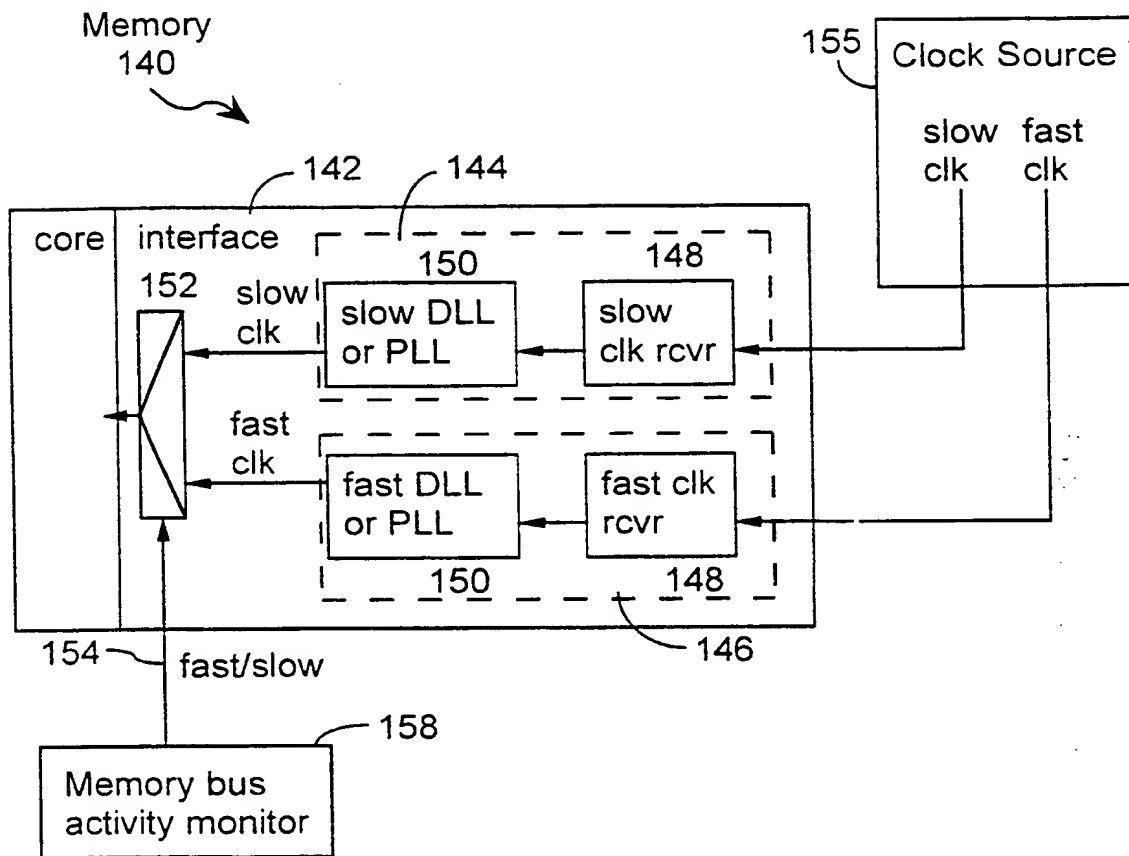 Memory
140
155
Clock Source
slow
clk
fast
clk
142
144
core
interface
152
slow
clk
150
slow DLL
or PLL
148
slow
clk rcvr
fast
clk
fast DLL
or PLL
150
fast clk
rcvr
148
146
154
fast/slow
158
Memory bus
activity monitor